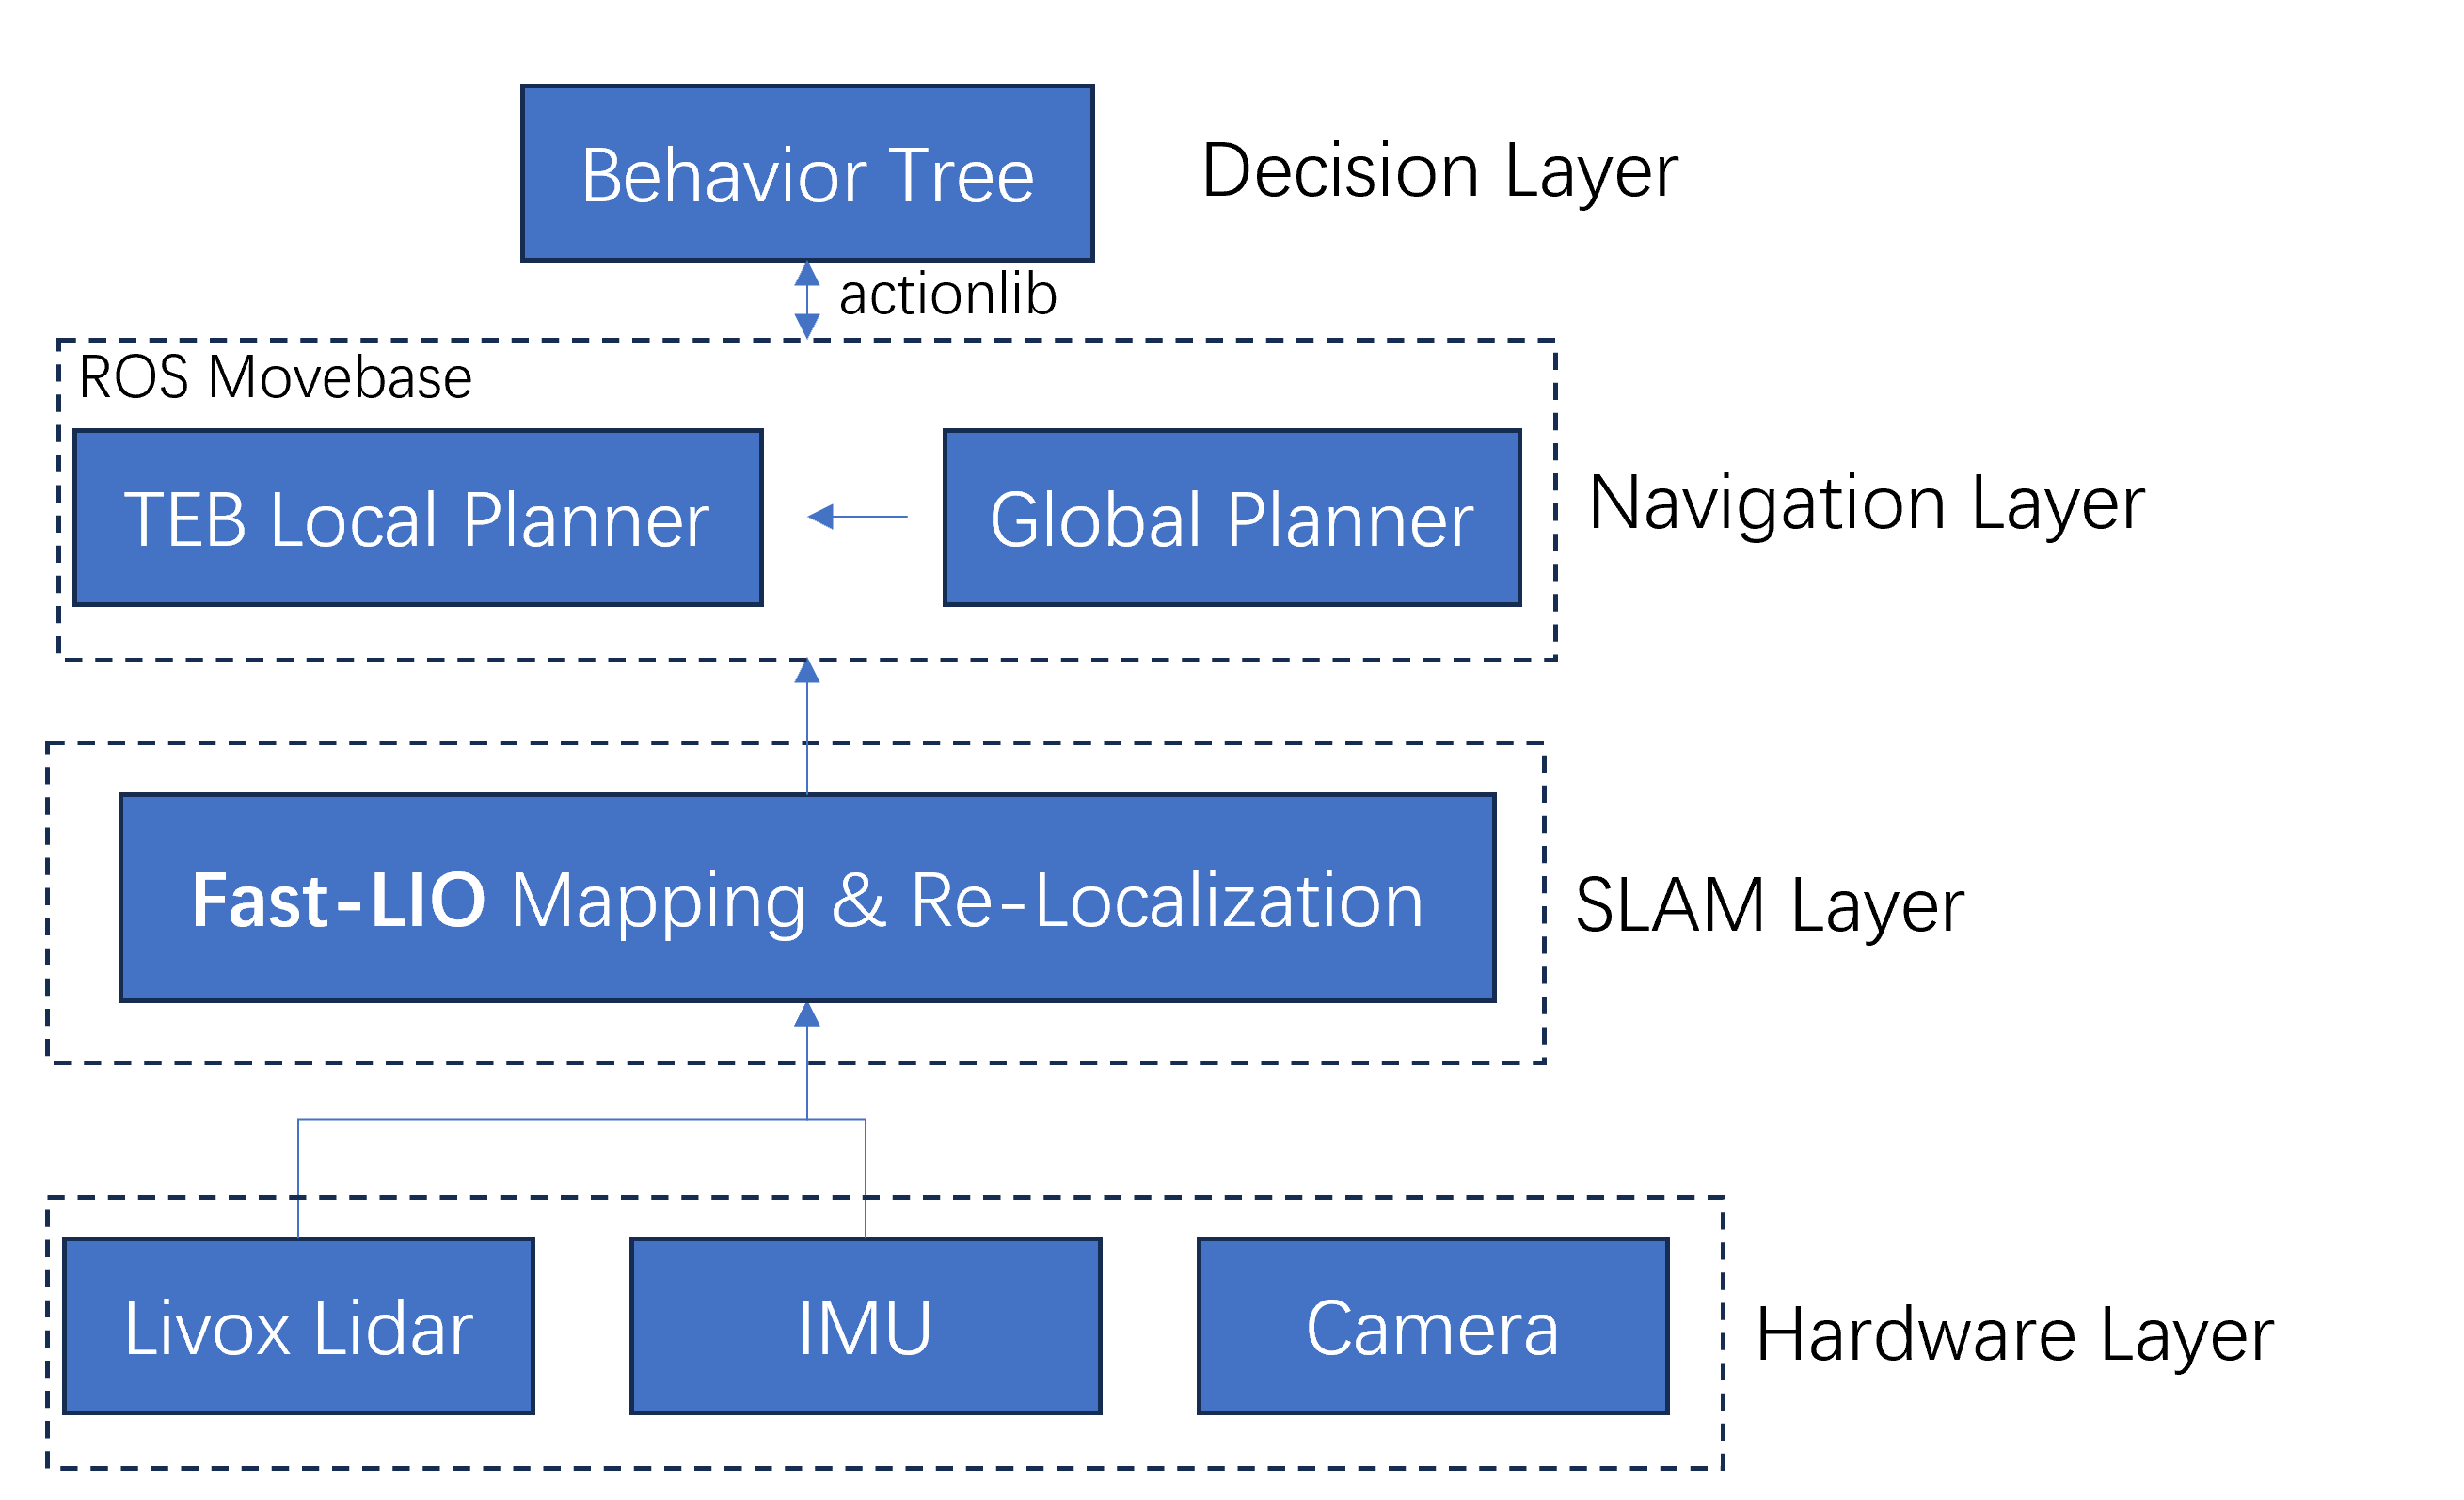 Behavior Tree
Decision Layer
actionlib
ROS Movebase
TEB Local Planner
Global Planner
Navigation Layer
Fast-LIO Mapping & Re-Localization
SLAM Layer
Livox Lidar
IMU
Camera
Hardware Layer